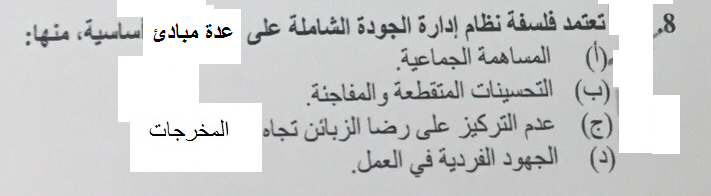 8. تعتمد فلسفة نظام إدارة الجودة الشاملة على عدة مبادئ أساسية، منها:
(أ) المساهمة الجماعية.
(ب) التحسينات المتقطعة والمفاجئة.
(ج) عدم التركيز على رضا الزبائن تجاه المخرجات
(د) الجهود الفردية في العمل.